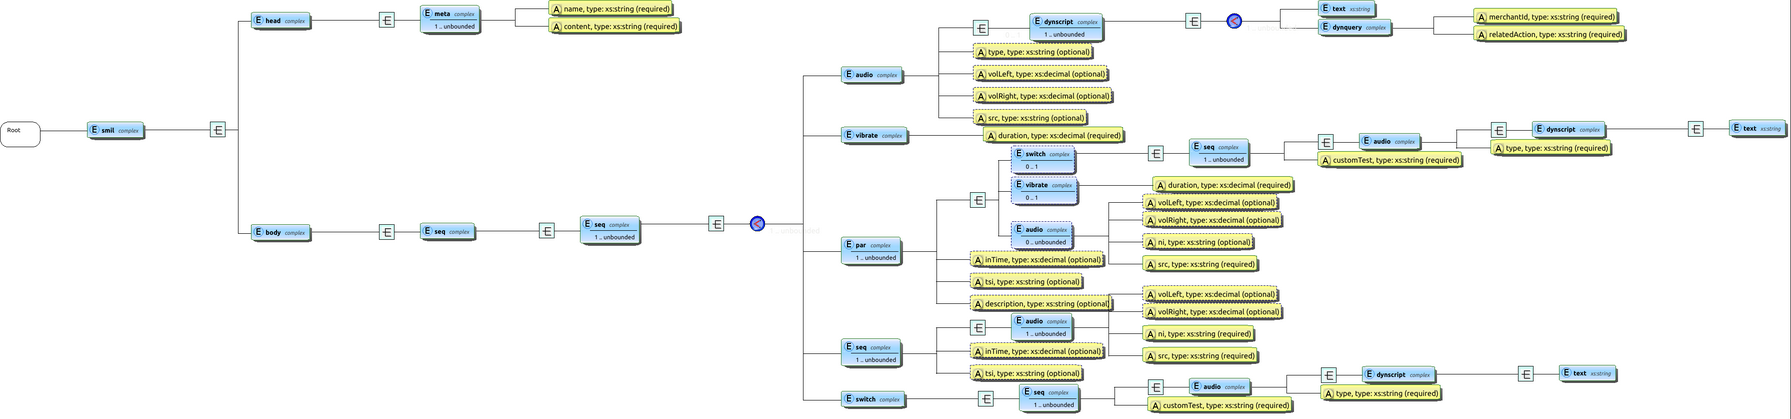 Root
E smil complex
E head complex
E meta complex
1 .. unbounded
A name, type: xs:string (required)
A content, type: xs:string (required)
E body complex
E seq complex
E seq complex
1 .. unbounded
1 .. unbounded
E audio complex
E dynscript complex
1 .. unbounded
E text xs:string
E dynquery complex
A merchantId, type: xs:string (required)
A relatedAction, type: xs:string (required)
A type, type: xs:string (optional)
A volLeft, type: xs:decimal (optional)
A volRight, type: xs:decimal (optional)
A src, type: xs:string (optional)
E vibrate complex
A duration, type: xs:decimal (required)
E par complex
1 .. unbounded
E switch complex
0 .. 1
E seq complex
1 .. unbounded
E audio complex
E dynscript complex
E text xs:string
A type, type: xs:string (required)
A customTest, type: xs:string (required)
E vibrate complex
0 .. 1
A duration, type: xs:decimal (required)
E audio complex
0 .. unbounded
A volLeft, type: xs:decimal (optional)
A volRight, type: xs:decimal (optional)
A ni, type: xs:string (optional)
A src, type: xs:string (required)
A inTime, type: xs:decimal (optional)
A tsi, type: xs:string (optional)
A description, type: xs:string (optional)
E seq complex
1 .. unbounded
E audio complex
1 .. unbounded
A volLeft, type: xs:decimal (optional)
A volRight, type: xs:decimal (optional)
A ni, type: xs:string (required)
A src, type: xs:string (required)
A inTime, type: xs:decimal (optional)
A tsi, type: xs:string (optional)
E switch complex
E seq complex
1 .. unbounded
E audio complex
E dynscript complex
E text xs:string
A type, type: xs:string (required)
A customTest, type: xs:string (required)